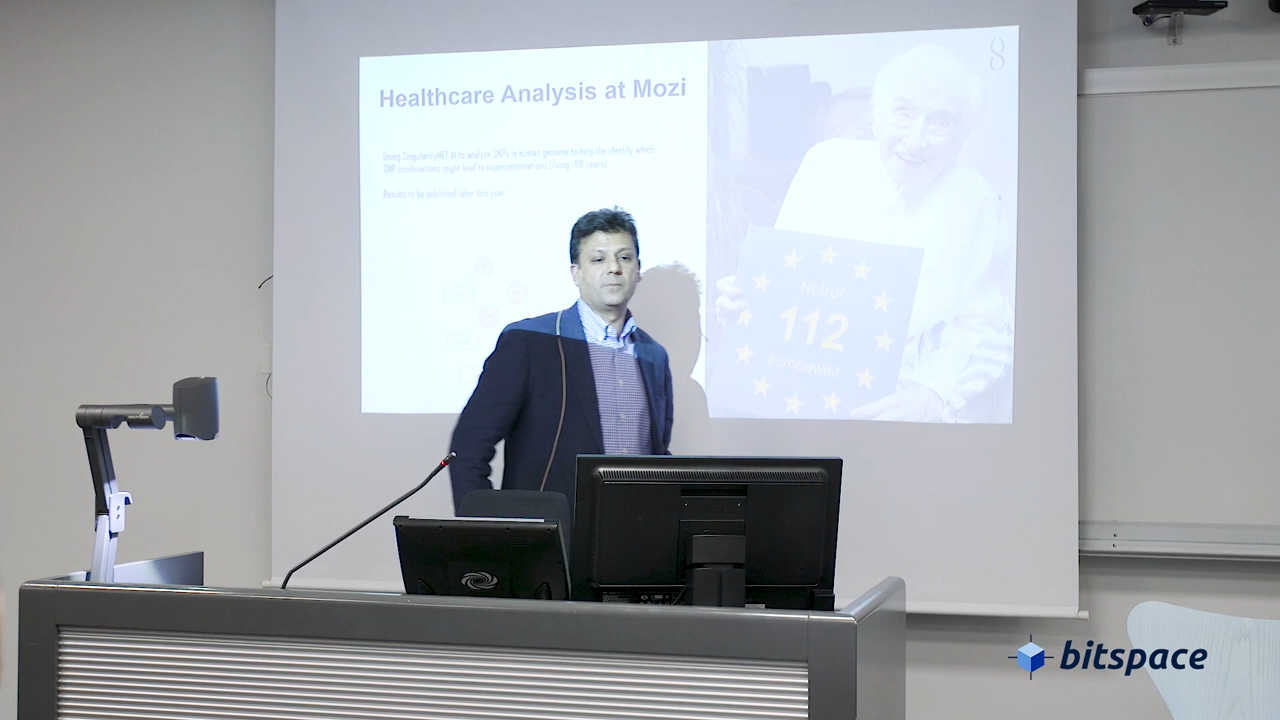 Healthcare Analysis at Mozi
Using SingularityNET AI to analyze SNPs in human genome to help the identify which
SNP combinations might lead to supercentenarians (living >110 years)
Results to be published later this year.
Notruf
112
europaweit
bitspace